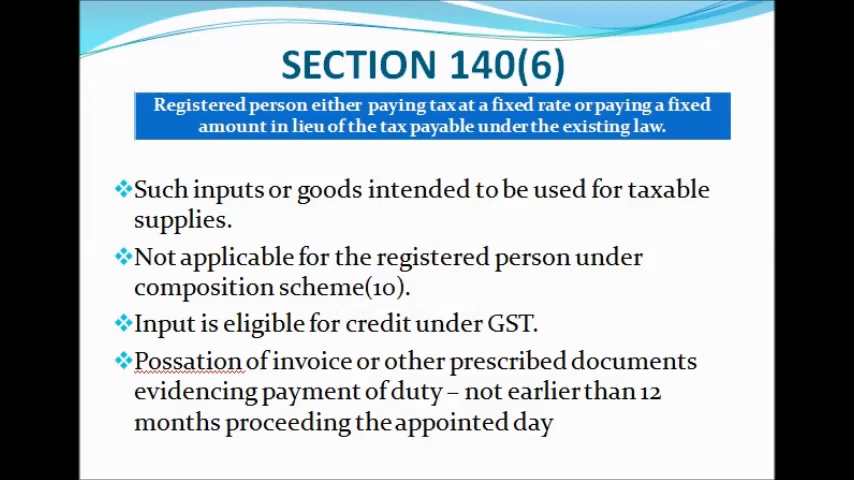 SECTION 140(6)
Registered person either paying tax at a fixed rate or paying a fixed
amount in lieu of the tax payable under the existing law.
Such inputs or goods intended to be used for taxable
supplies.
Not applicable for the registered person under
composition scheme(10).
Input is eligible for credit under GST.
Possation of invoice or other prescribed documents
evidencing payment of duty – not earlier than 12
months proceeding the appointed day